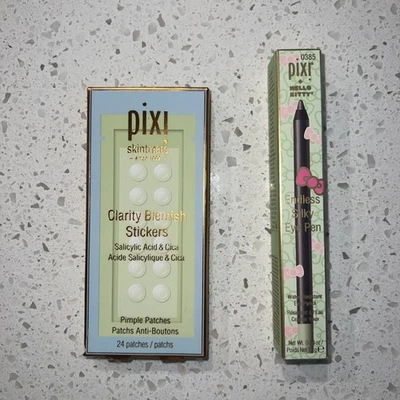 pixi
skintreats
Clarity Blemish
Stickers
Salicylic Acid & Cica
Acide Salicylique & Cica
Pimple Patches
Patchs Anti-Boutons
24 patches / patchs
0385
pixi
+
HELLO
KITTY
Endless
Silky
Eye Pen